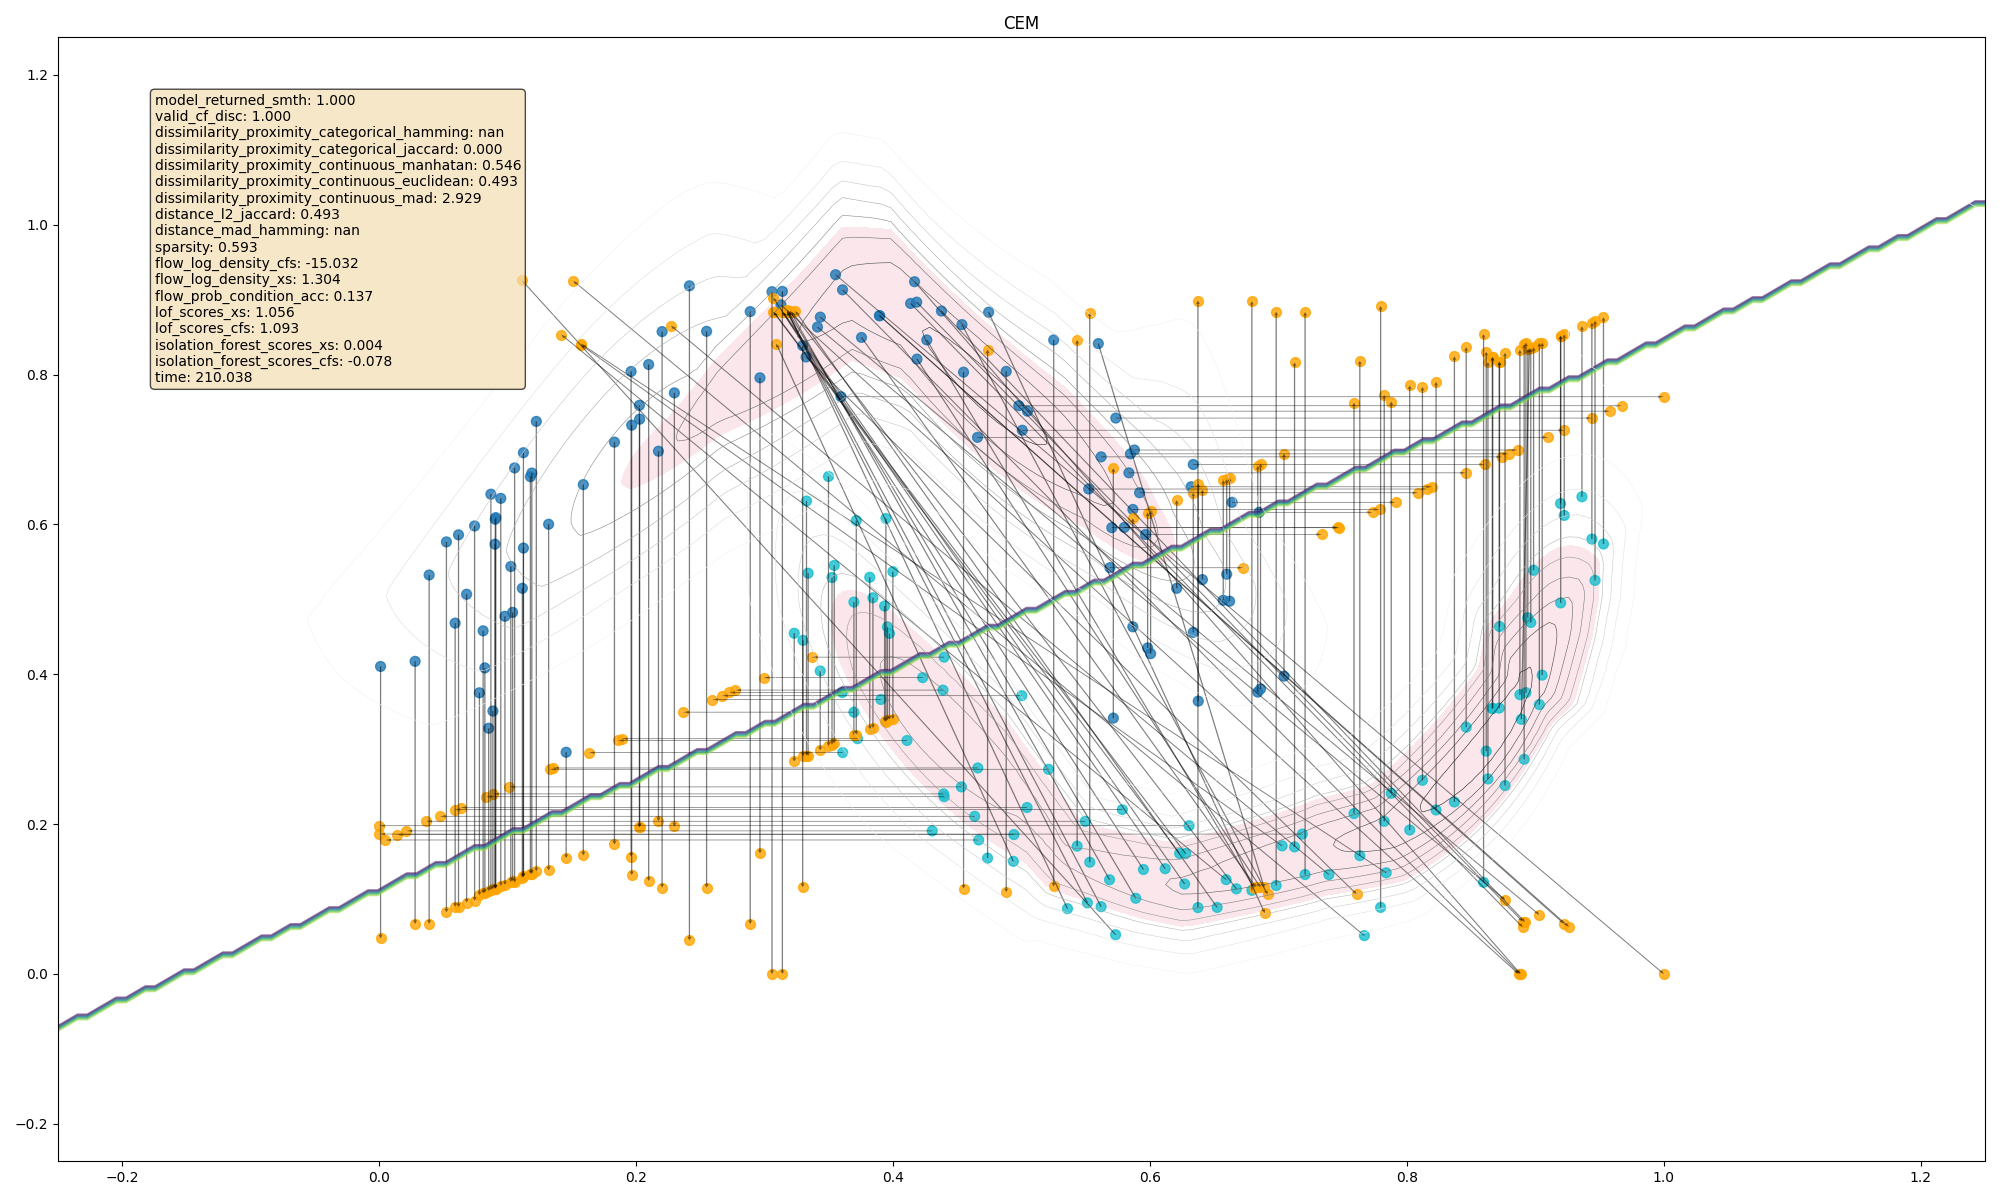 CEM
1.2
1.0
0.8
0.6
0.4
0.2
0.0
−0.2
model_returned_smth: 1.000
valid_cf_disc: 1.000
dissimilarity_proximity_categorical_hamming: nan
dissimilarity_proximity_categorical_jaccard: 0.000
dissimilarity_proximity_continuous_manhatan: 0.546
dissimilarity_proximity_continuous_euclidean: 0.493
dissimilarity_proximity_continuous_mad: 2.929
distance_l2_jaccard: 0.493
distance_mad_hamming: nan
sparsity: 0.593
flow_log_density_cfs: -15.032
flow_log_density_xs: 1.304
flow_prob_condition_acc: 0.137
lof_scores_xs: 1.056
lof_scores_cfs: 1.093
isolation_forest_scores_xs: 0.004
isolation_forest_scores_cfs: -0.078
time: 210.038
−0.2 0.0 0.2 0.4 0.6 0.8 1.0 1.2